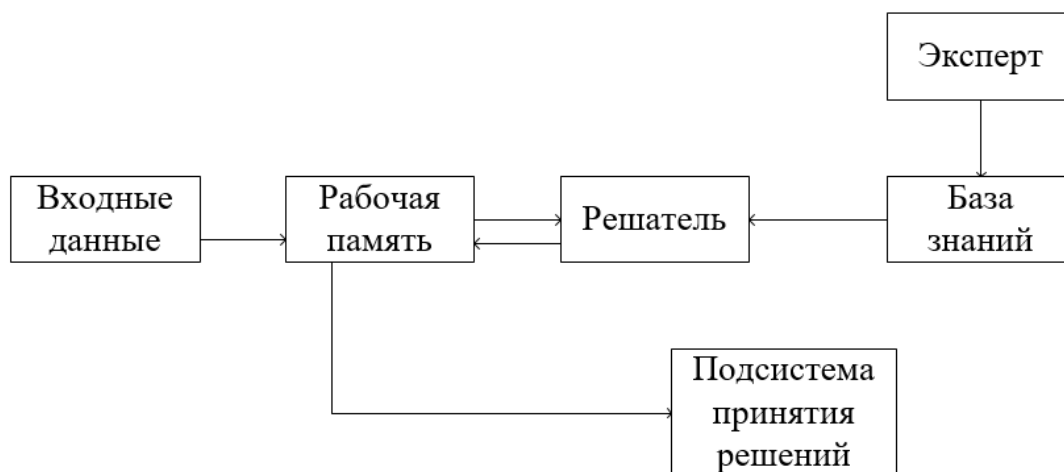 Эксперт
Входные
данные
Рабочая
память
Решатель
База
знаний
Подсистема
принятия
решений